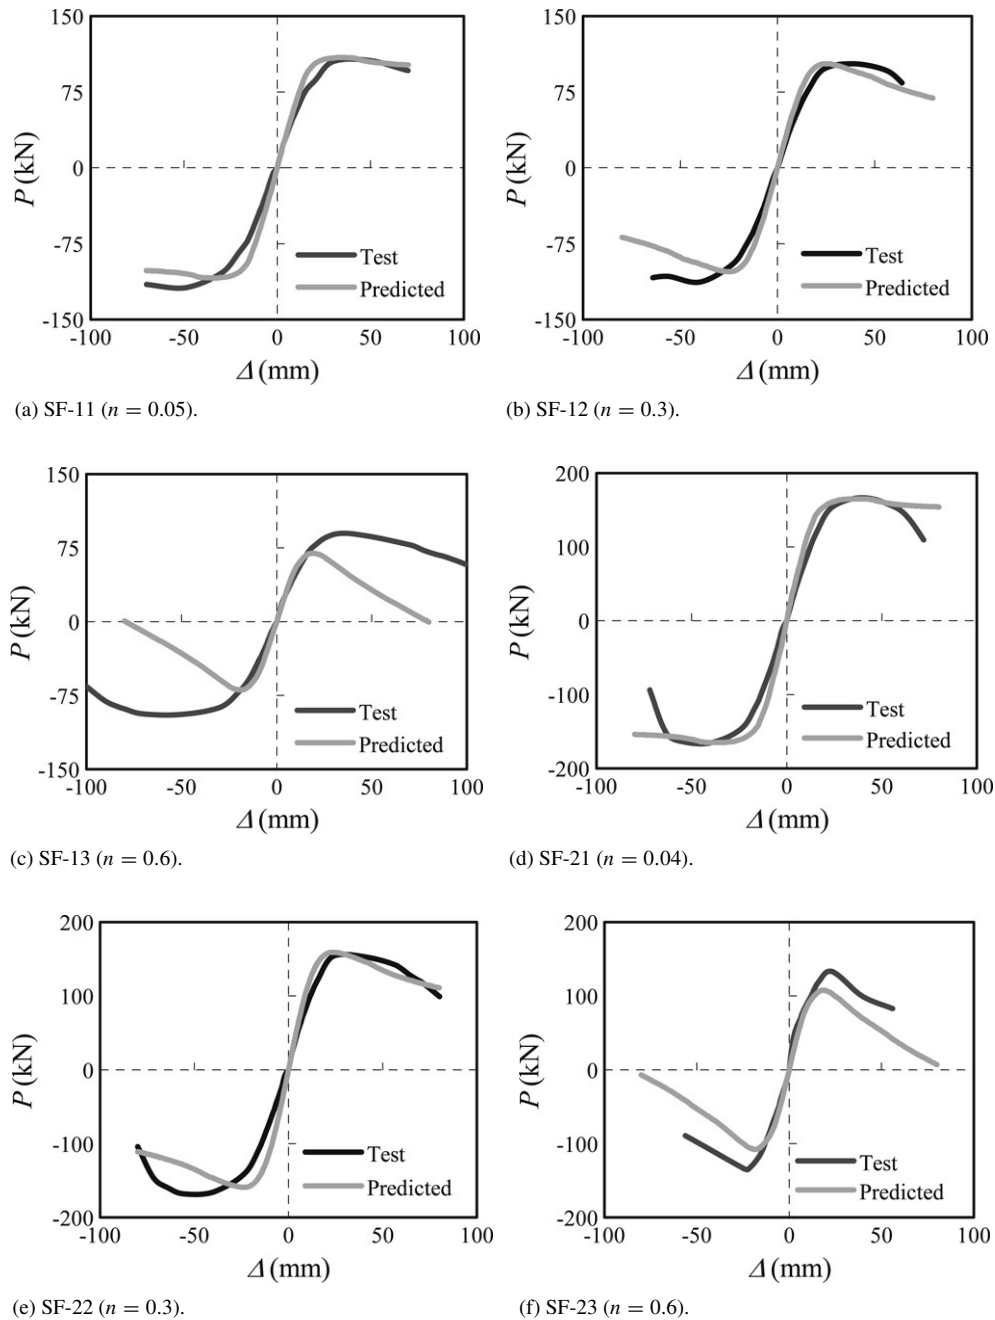 150
75
0
-75
-150
-100
-50
0
50
100
P (kN)
Δ (mm)
Test
Predicted
(a) SF-11 (n = 0.05).
150
75
0
-75
-150
-100
-50
0
50
100
P (kN)
Δ (mm)
Test
Predicted
(b) SF-12 (n = 0.3).
150
75
0
-75
-150
-100
-50
0
50
100
P (kN)
Δ (mm)
Test
Predicted
(c) SF-13 (n = 0.6).
200
100
0
-100
-200
-100
-50
0
50
100
P (kN)
Δ (mm)
Test
Predicted
(d) SF-21 (n = 0.04).
200
100
0
-100
-200
-100
-50
0
50
100
P (kN)
Δ (mm)
Test
Predicted
(e) SF-22 (n = 0.3).
200
100
0
-100
-200
-100
-50
0
50
100
P (kN)
Δ (mm)
Test
Predicted
(f) SF-23 (n = 0.6).